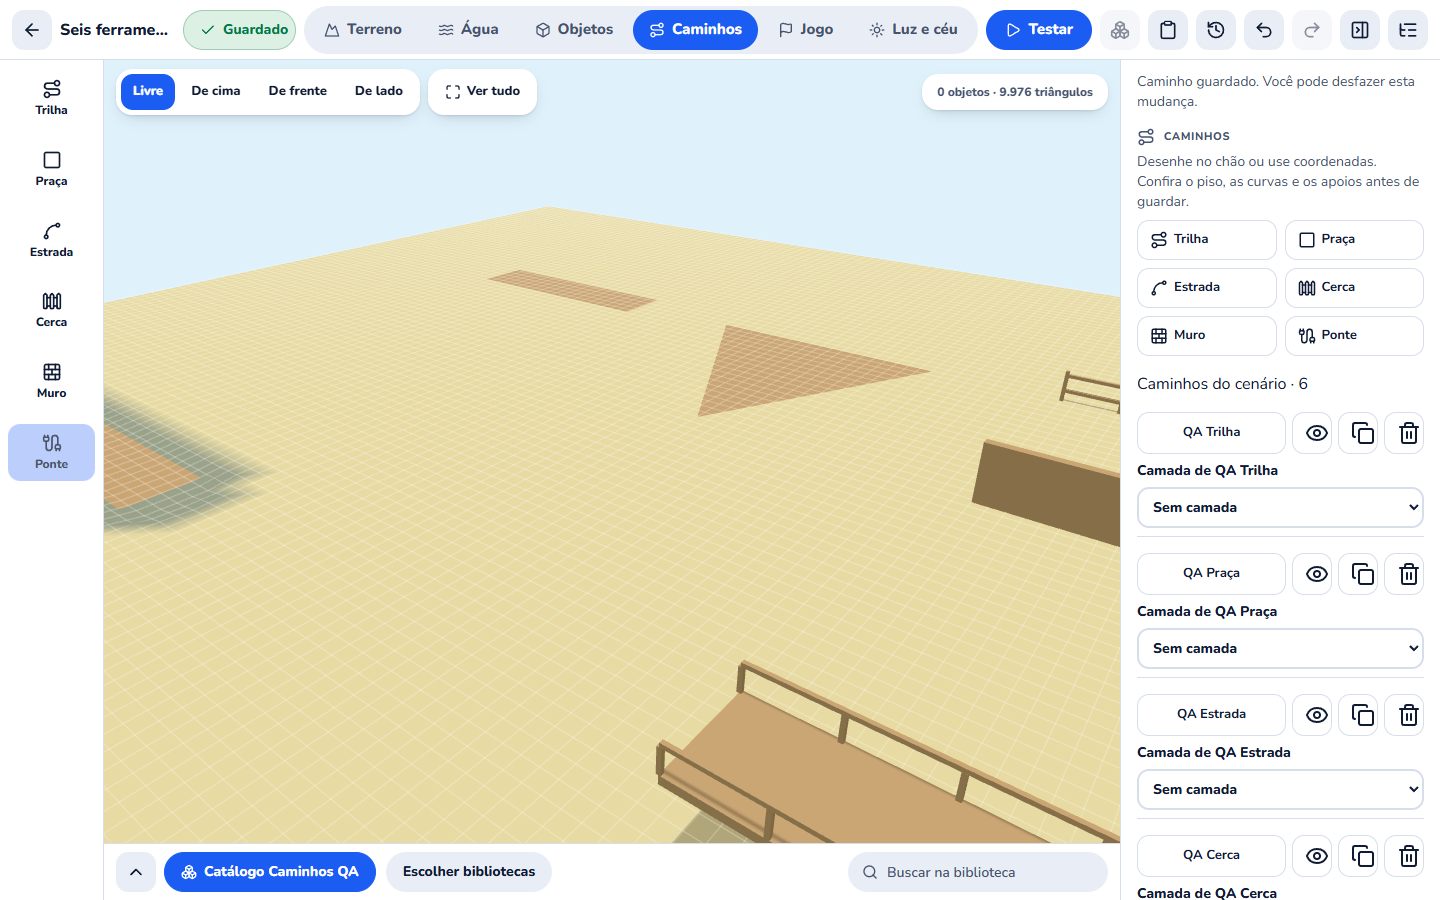 Seis ferrame...
Guardado
Terreno
Água
Objetos
Caminhos
Jogo
Luz e céu
Testar
Trilha
Praça
Estrada
Cerca
Muro
Ponte
Livre
De cima
De frente
De lado
Ver tudo
0 objetos · 9.976 triângulos
Caminho guardado. Você pode desfazer esta
mudança.
CAMINHOS
Desenhe no chão ou use coordenadas.
Confira o piso, as curvas e os apoios antes de
guardar.
Trilha
Praça
Estrada
Cerca
Muro
Ponte
Caminhos do cenário · 6
QA Trilha
Camada de QA Trilha
Sem camada
QA Praça
Camada de QA Praça
Sem camada
QA Estrada
Camada de QA Estrada
Sem camada
QA Cerca
Camada de QA Cerca
Catálogo Caminhos QA
Escolher bibliotecas
Buscar na biblioteca